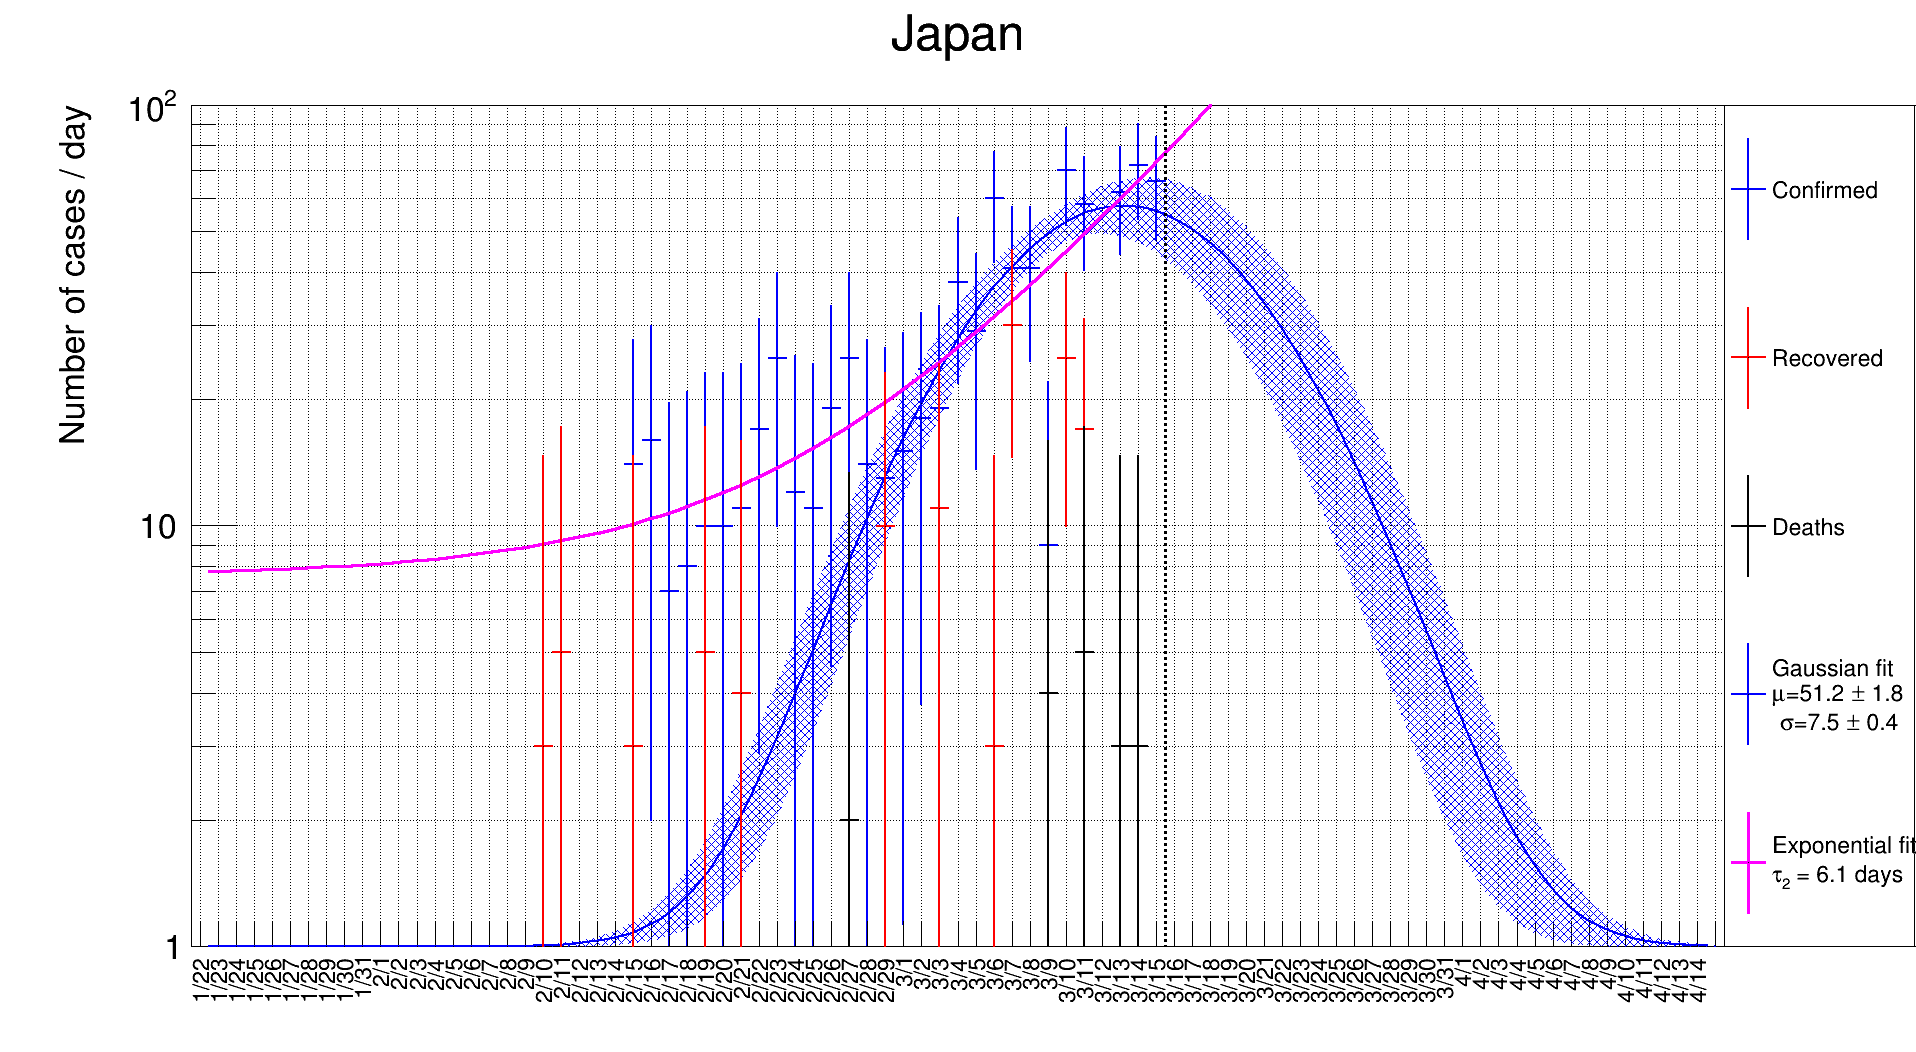 Japan
Number of cases / day
10²
10
1
1/22 1/23 1/24 1/25 1/26 1/27 1/28 1/29 1/30 1/31 2/1 2/2 2/3 2/4 2/5 2/6 2/7 2/8 2/9 2/10 2/11 2/12 2/13 2/14 2/15 2/16 2/17 2/18 2/19 2/20 2/21 2/22 2/23 2/24 2/25 2/26 2/27 2/28 2/29 3/1 3/2 3/3 3/4 3/5 3/6 3/7 3/8 3/9 3/10 3/11 3/12 3/13 3/14 3/15 3/16 3/17 3/18 3/19 3/20 3/21 3/22 3/23 3/24 3/25 3/26 3/27 3/28 3/29 3/30 3/31 4/1 4/2 4/3 4/4 4/5 4/6 4/7 4/8 4/9 4/10 4/11 4/12 4/13 4/14
Confirmed
Recovered
Deaths
Gaussian fit
μ=51.2 ± 1.8
σ=7.5 ± 0.4
Exponential fit
τ₂ = 6.1 days